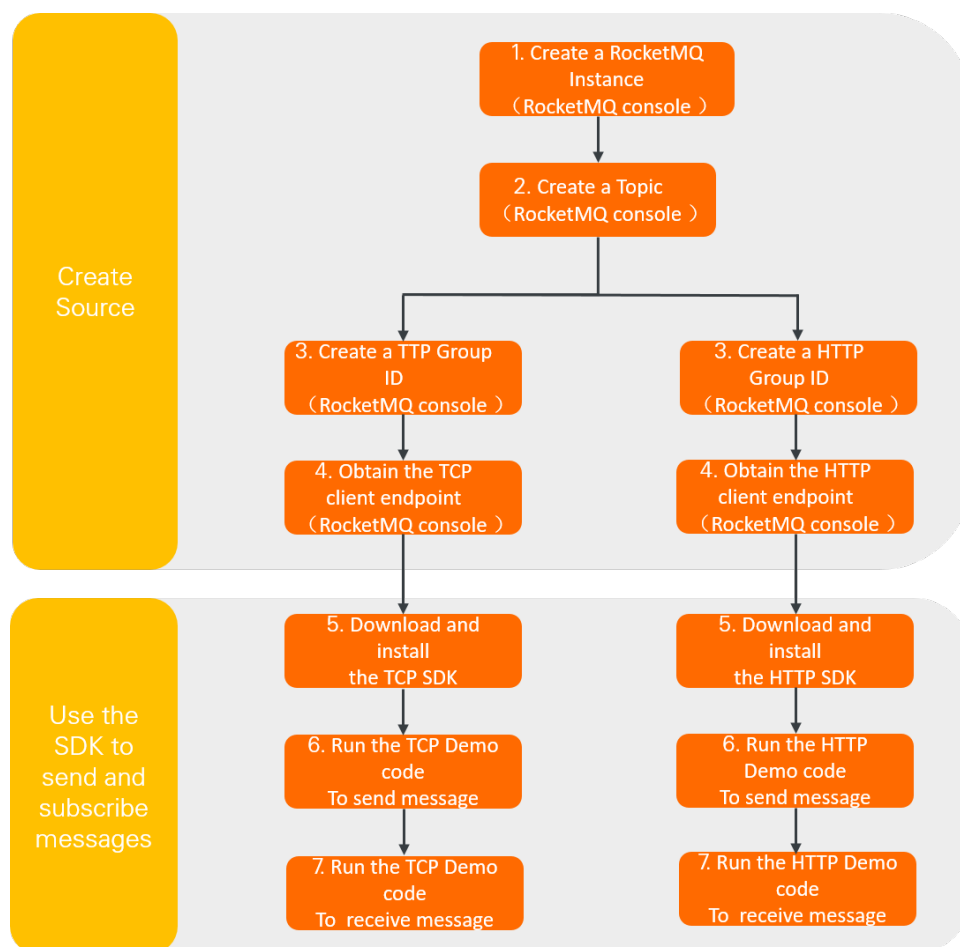 1. Create a RocketMQ
Instance
（RocketMQ console ）
2. Create a Topic
（RocketMQ console ）
Create
Source
3. Create a TTP Group
ID
（RocketMQ console ）
3. Create a HTTP
Group ID
（RocketMQ console ）
4. Obtain the TCP
client endpoint
（RocketMQ console ）
4. Obtain the HTTP
client endpoint
（RocketMQ console ）
Use the
SDK to
send and
subscribe
messages
5. Download and
install
the TCP SDK
5. Download and
install
the HTTP SDK
6. Run the TCP Demo
code
To send message
6. Run the HTTP
Demo code
To send message
7. Run the TCP Demo
code
To  receive message
7. Run the HTTP Demo
code
To  receive message